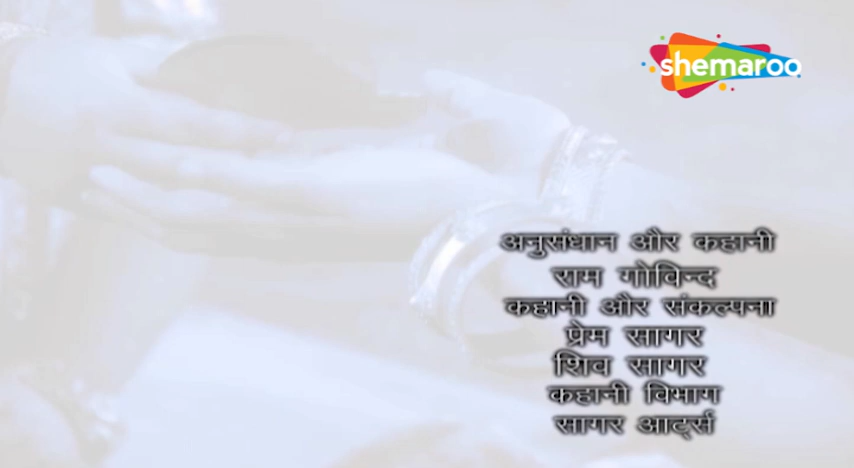 shemaroo
अनुसंधान और कहानी
राम गोविन्द
कहानी और संकल्पना
प्रेम सागर
शिव सागर
कहानी विभाग
सागर आर्ट्स